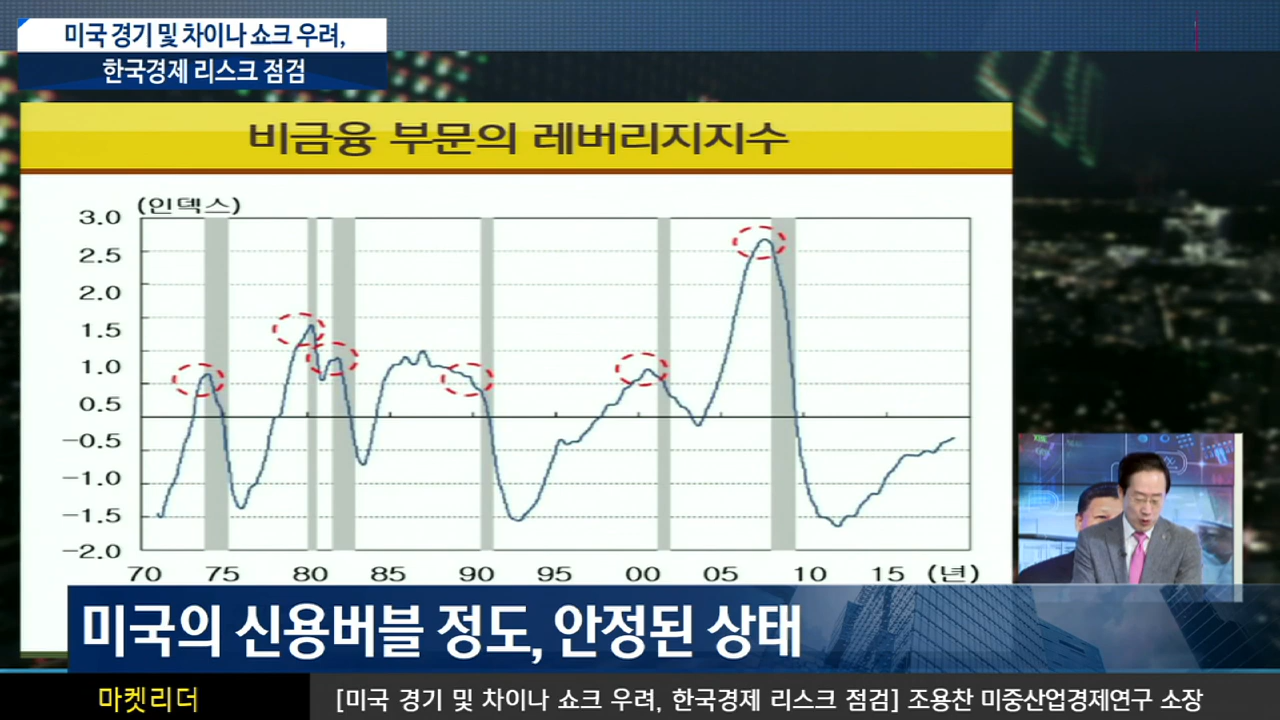 미국 경기 및 차이나 쇼크 우려,
한국경제 리스크 점검
비금융 부문의 레버리지지수
(인덱스)
3.0
2.5
2.0
1.5
1.0
0.5
-0.5
-1.0
-1.5
-2.0
70 75 80 85 90 95 00 05 10 15 (년)
미국의 신용버블 정도, 안정된 상태
마켓리더 [미국 경기 및 차이나 쇼크 우려, 한국경제 리스크 점검] 조용찬 미중산업경제연구 소장